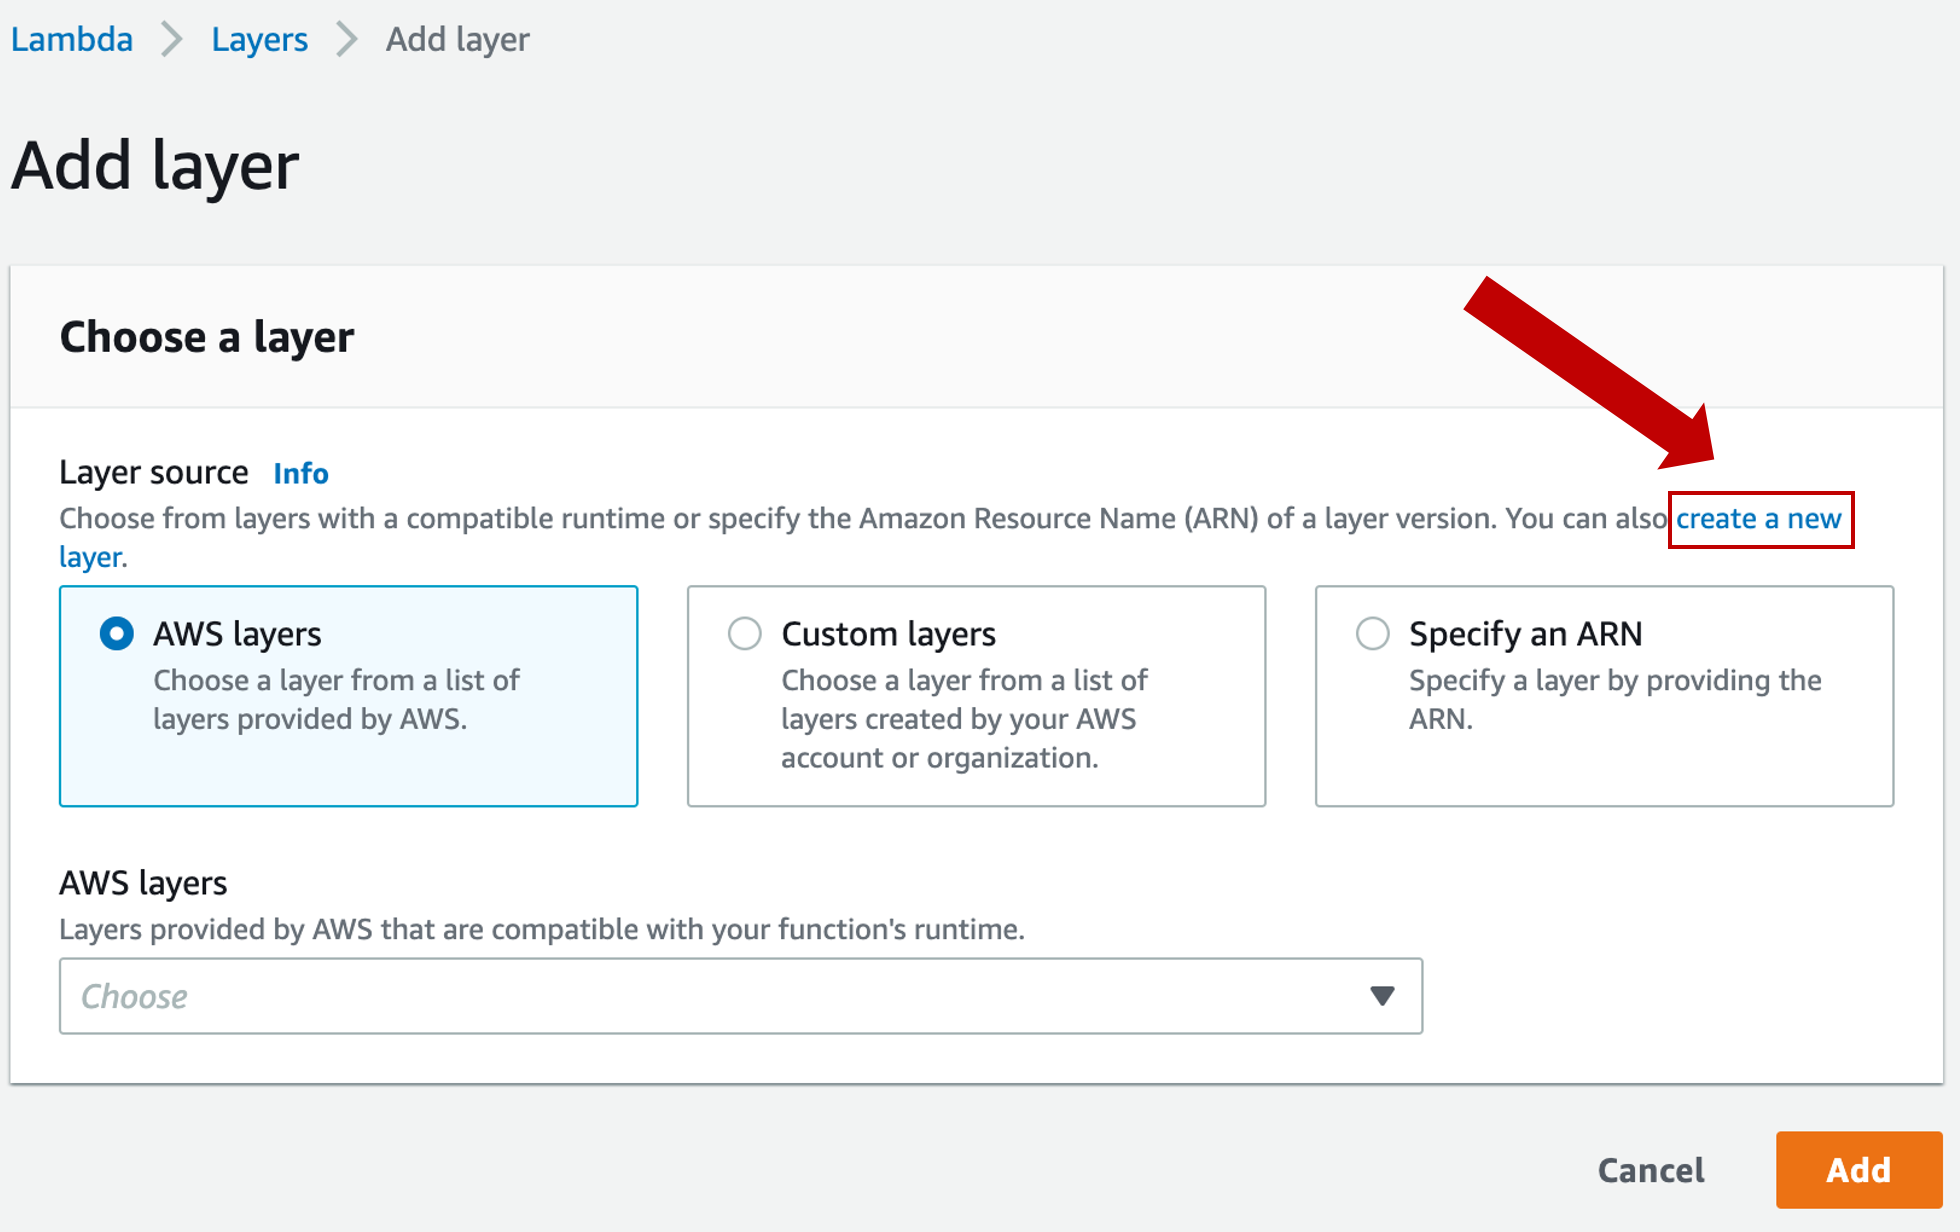 Lambda > Layers > Add layer
Add layer
Choose a layer
Layer source Info
Choose from layers with a compatible runtime or specify the Amazon Resource Name (ARN) of a layer version. You can also create a new
layer.
AWS layers
Choose a layer from a list of
layers provided by AWS.
Custom layers
Choose a layer from a list of
layers created by your AWS
account or organization.
Specify an ARN
Specify a layer by providing the
ARN.
AWS layers
Layers provided by AWS that are compatible with your function's runtime.
Choose
Cancel
Add